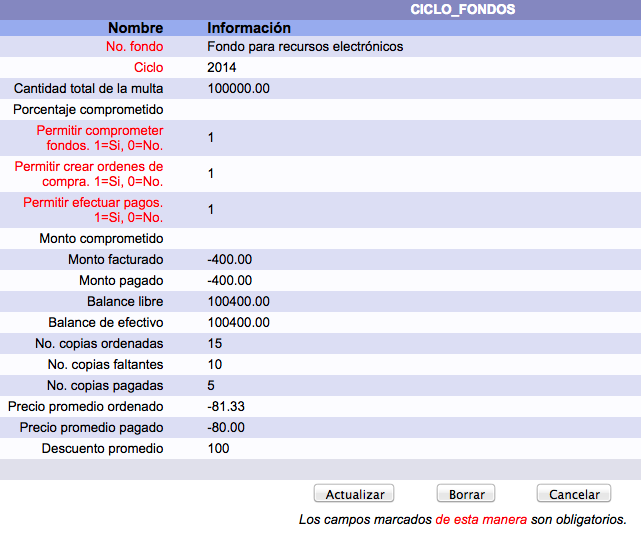 CICLO_FONDOS
Nombre Información
No. fondo Fondo para recursos electrónicos
Ciclo 2014
Cantidad total de la multa 100000.00
Porcentaje comprometido
Permitir comprometer
fondos. 1=Si, 0=No. 1
Permitir crear ordenes de
compra. 1=Si, 0=No. 1
Permitir efectuar pagos.
1=Si, 0=No. 1
Monto comprometido
Monto facturado -400.00
Monto pagado -400.00
Balance libre 100400.00
Balance de efectivo 100400.00
No. copias ordenadas 15
No. copias faltantes 10
No. copias pagadas 5
Precio promedio ordenado -81.33
Precio promedio pagado -80.00
Descuento promedio 100
Actualizar Borrar Cancelar
Los campos marcados de esta manera son obligatorios.